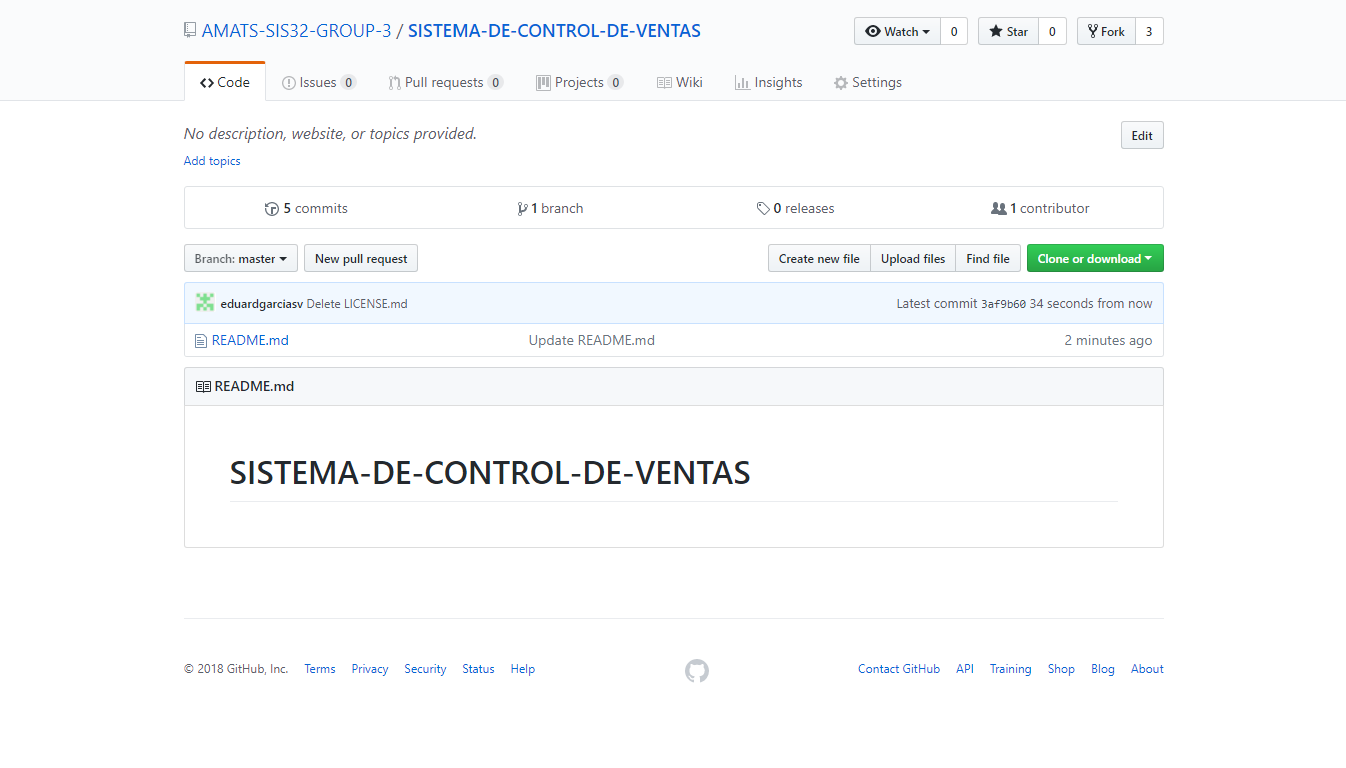 AMATS-SIS32-GROUP-3 / SISTEMA-DE-CONTROL-DE-VENTAS Watch 0 Star 0 Fork 3
Code Issues 0 Pull requests 0 Projects 0 Wiki Insights Settings
No description, website, or topics provided. Edit
Add topics
5 commits 1 branch 0 releases 1 contributor
Branch: master New pull request Create new file Upload files Find file Clone or download
eduardgarciasv Delete LICENSE.md Latest commit 3af9b60 34 seconds from now
README.md Update README.md 2 minutes ago
README.md
SISTEMA-DE-CONTROL-DE-VENTAS
© 2018 GitHub, Inc. Terms Privacy Security Status Help Contact GitHub API Training Shop Blog About